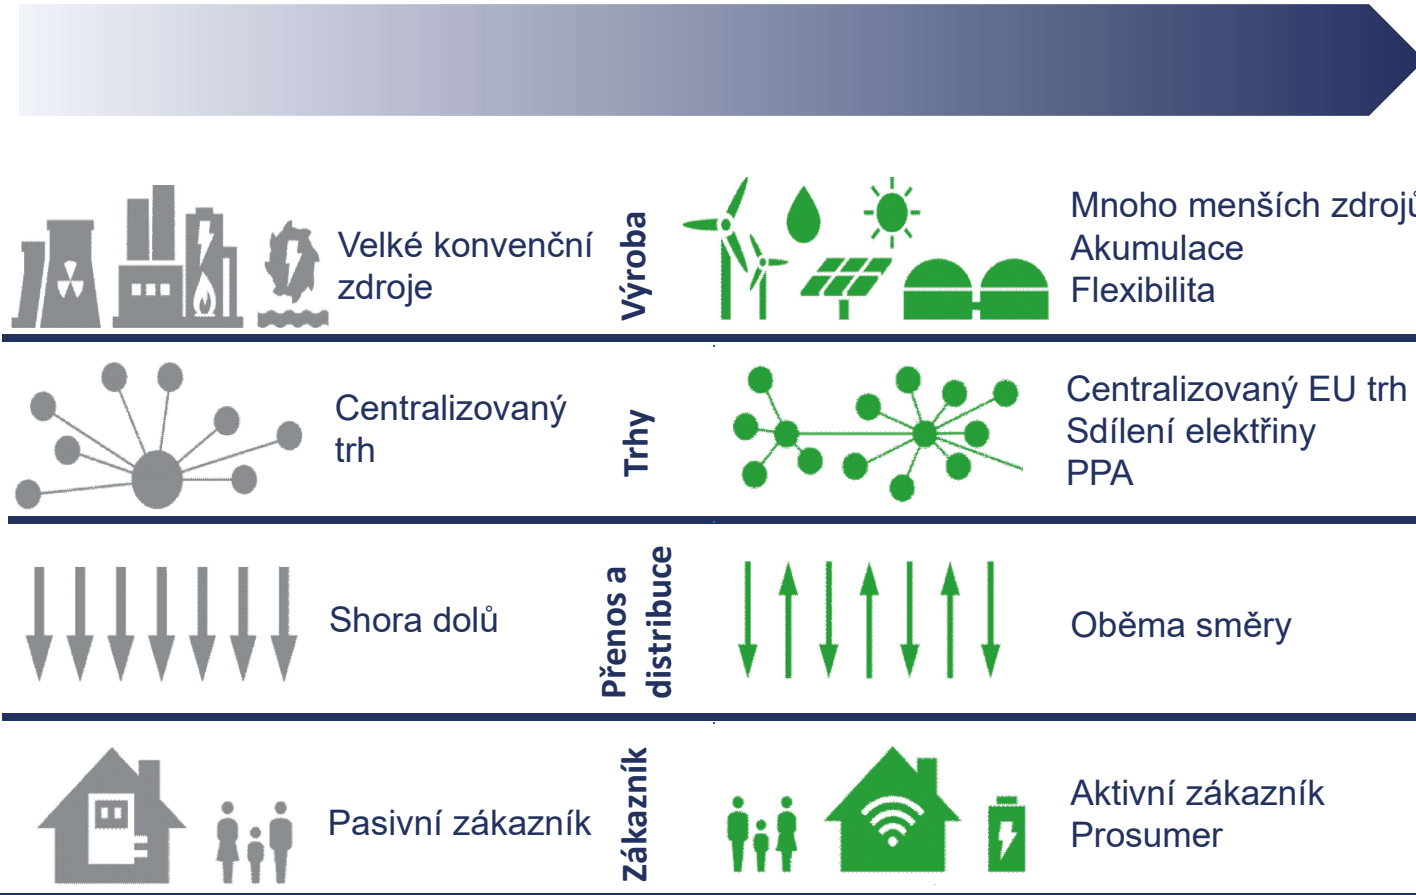 Velké konvenční
zdroje
Výroba
Mnoho menších zdrojů
Akumulace
Flexibilita
Centralizovaný
trh
Trhy
Centralizovaný EU trh
Sdílení elektřiny
PPA
Shora dolů
Přenos a
distribuce
Oběma směry
Pasivní zákazník
Zákazník
Aktivní zákazník
Prosumer